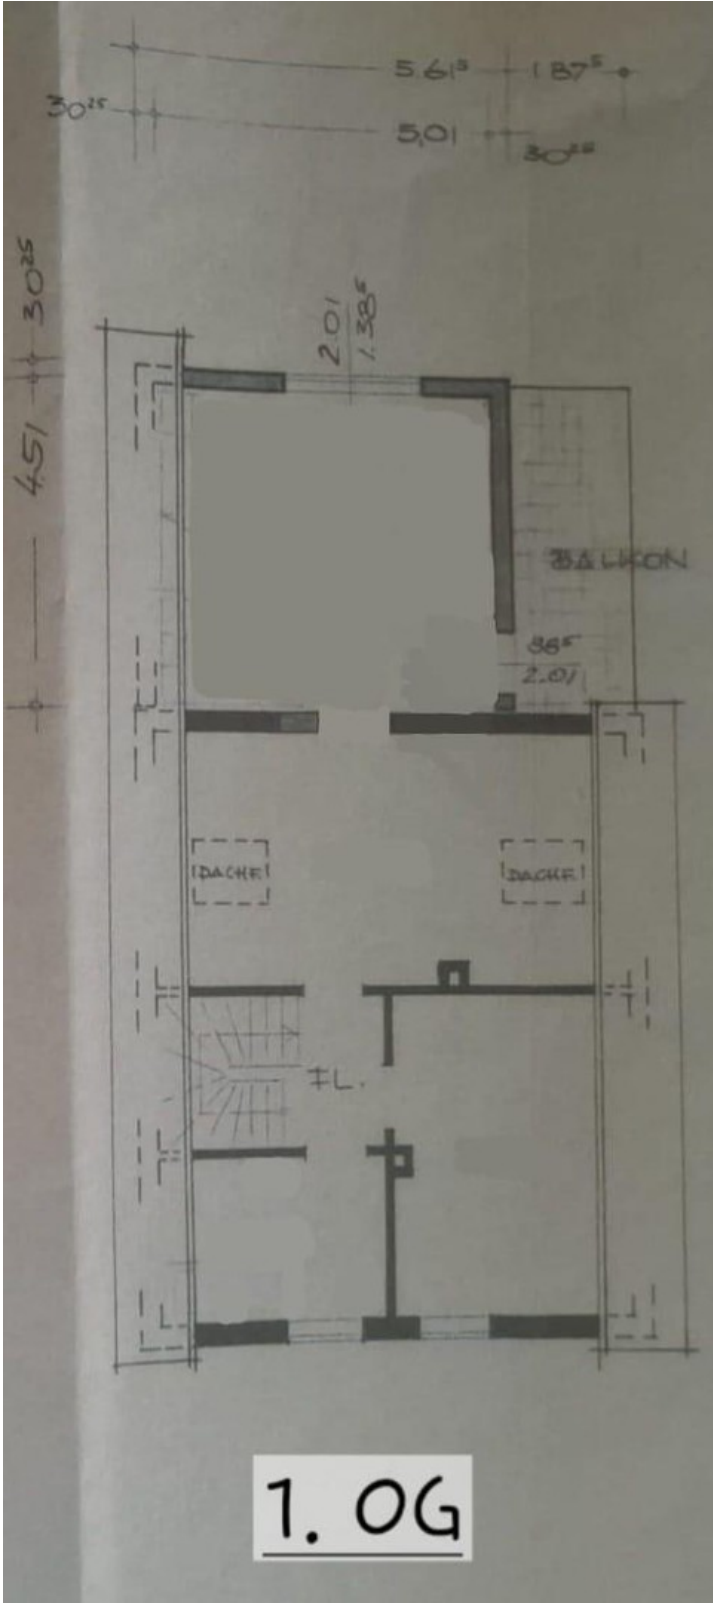 5.61⁵
1 87⁵
30²⁵
5.01
30²⁵
30²⁵
4.51
2.01
1.38⁵
BALKON
88⁵
2.01
DACHF.
DACHF.
FL.
1. OG